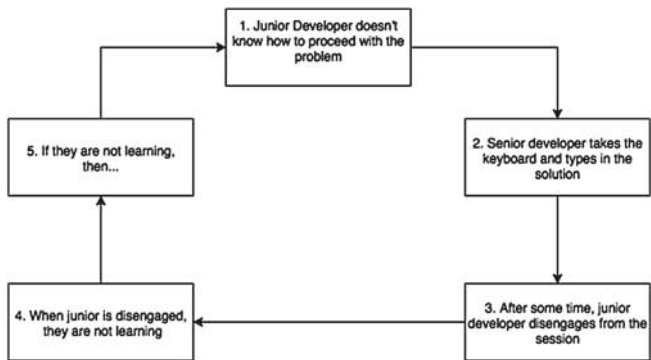 1. Junior Developer doesn't
know how to proceed with the
problem
2. Senior developer takes the
keyboard and types in the
solution
3. After some time, junior
developer disengages from the
session
4. When junior is disengaged,
they are not learning
5. If they are not learning,
then...